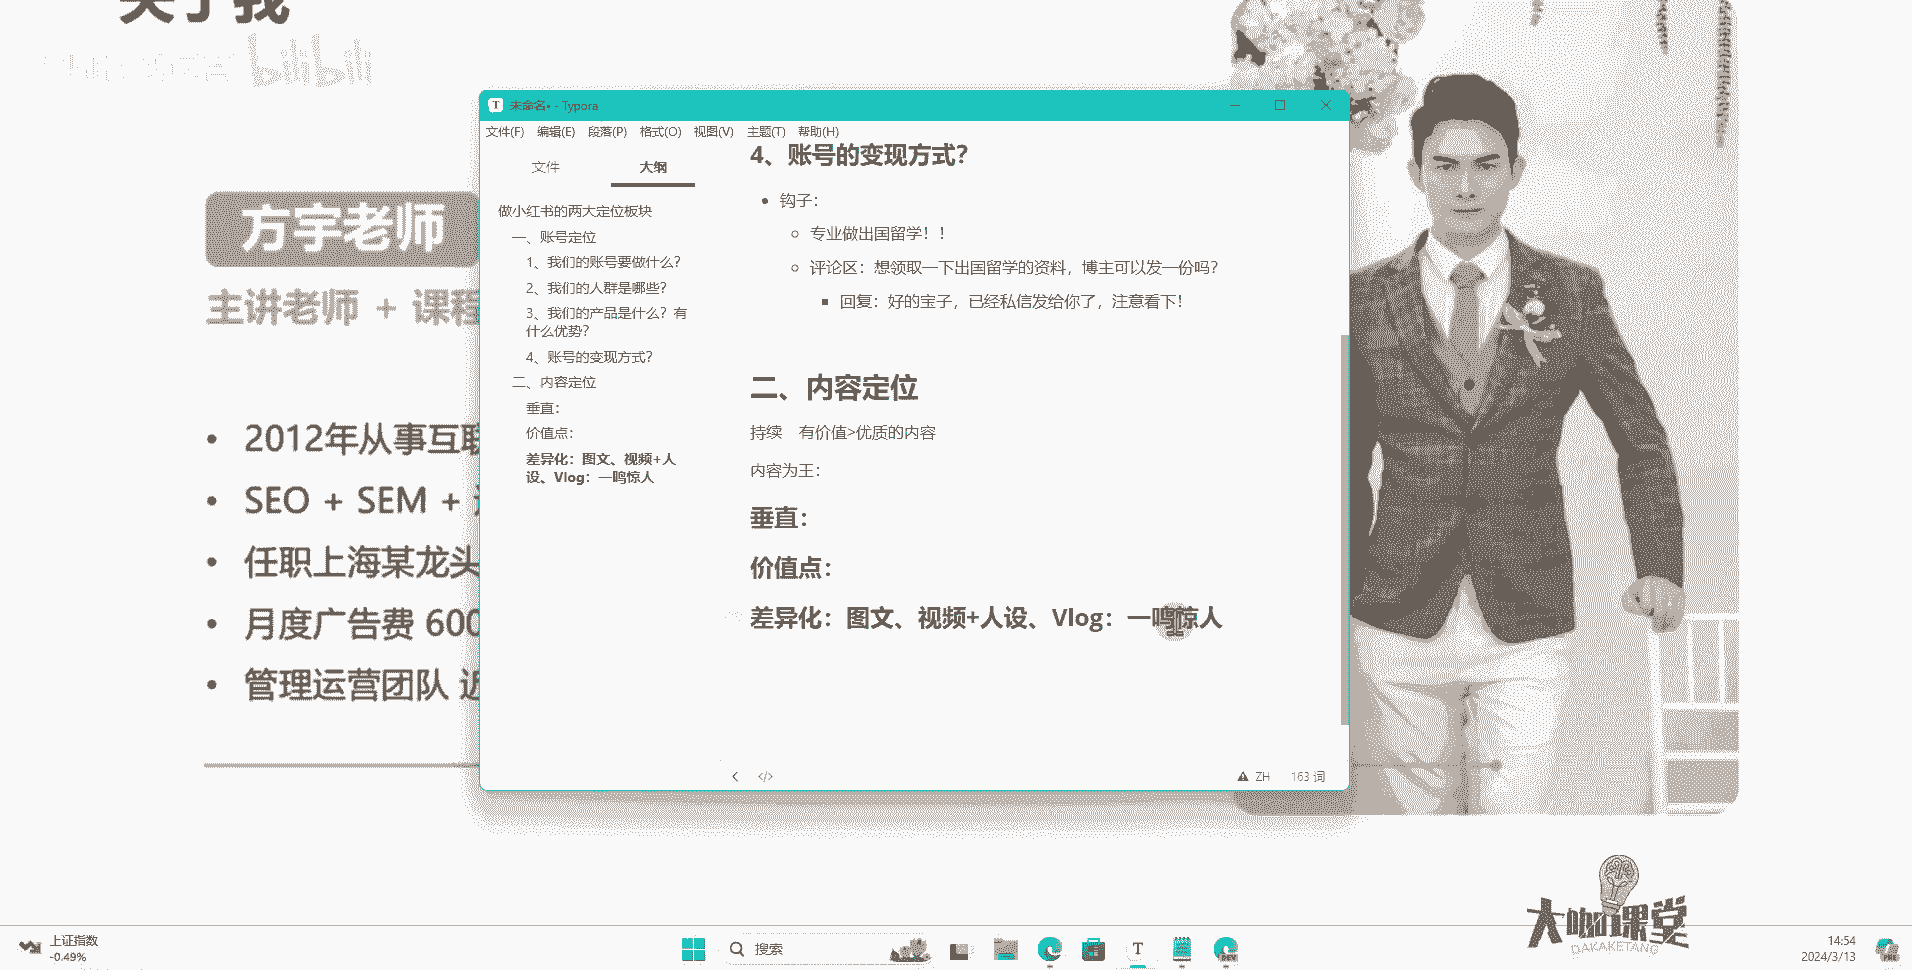 关于我
bilibili
未命名• - Typora
文件(F) 编辑(E) 段落(P) 格式(O) 视图(V) 主题(T) 帮助(H)
文件 大纲
做小红书的两大定位板块
一、账号定位
1、我们的账号要做什么？
2、我们的人群是哪些？
3、我们的产品是什么？有
什么优势？
4、账号的变现方式？
二、内容定位
垂直：
价值点：
差异化：图文、视频+人
设、Vlog：一鸣惊人
4、账号的变现方式？
钩子：
专业做出国留学！！
评论区：想领取一下出国留学的资料，博主可以发一份吗？
回复：好的宝子，已经私信发给你了，注意看下！
二、内容定位
持续 有价值>优质的内容
内容为王：
垂直：
价值点：
差异化：图文、视频+人设、Vlog：一鸣惊人
ZH 163 词
方宇老师
主讲老师 + 课程
2012年从事互联
SEO + SEM +
任职上海某龙头
月度广告费 600
管理运营团队 近
大咖课堂
DAKAKETANG
上证指数
-0.49%
搜索
DEV
14:54
2024/3/13
PRE